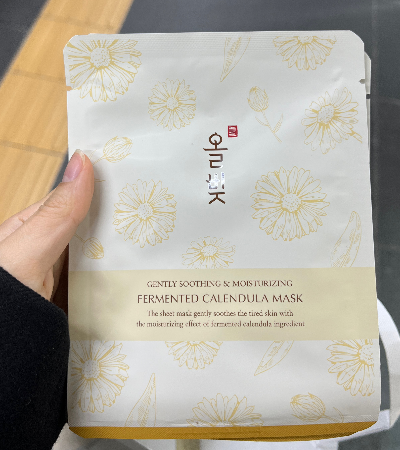 올빚
GENTLY SOOTHING & MOISTURIZING
FERMENTED CALENDULA MASK
The sheet mask gently soothes the tired skin with
the moisturizing effect of fermented calendula ingredient